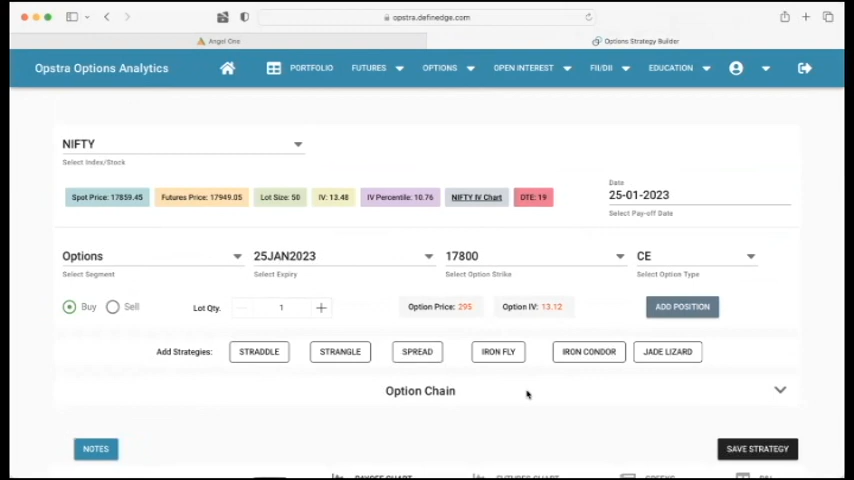 opstra.definedge.com
Angel One
Options Strategy Builder
Opstra Options Analytics
PORTFOLIO
FUTURES
OPTIONS
OPEN INTEREST
FII/DII
EDUCATION
NIFTY
Select Index/Stock
Spot Price: 17859.45
Futures Price: 17949.05
Lot Size: 50
IV: 13.48
IV Percentile: 10.76
NIFTY IV Chart
DTE: 19
Date
25-01-2023
Select Pay-off Date
Options
25JAN2023
17800
CE
Select Segment
Select Expiry
Select Option Strike
Select Option Type
Buy
Sell
Lot Qty.
1
Option Price: 295
Option IV: 13.12
ADD POSITION
Add Strategies:
STRADDLE
STRANGLE
SPREAD
IRON FLY
IRON CONDOR
JADE LIZARD
Option Chain
NOTES
SAVE STRATEGY
PAYOFF CHART
FUTURES CHART
GREEKS